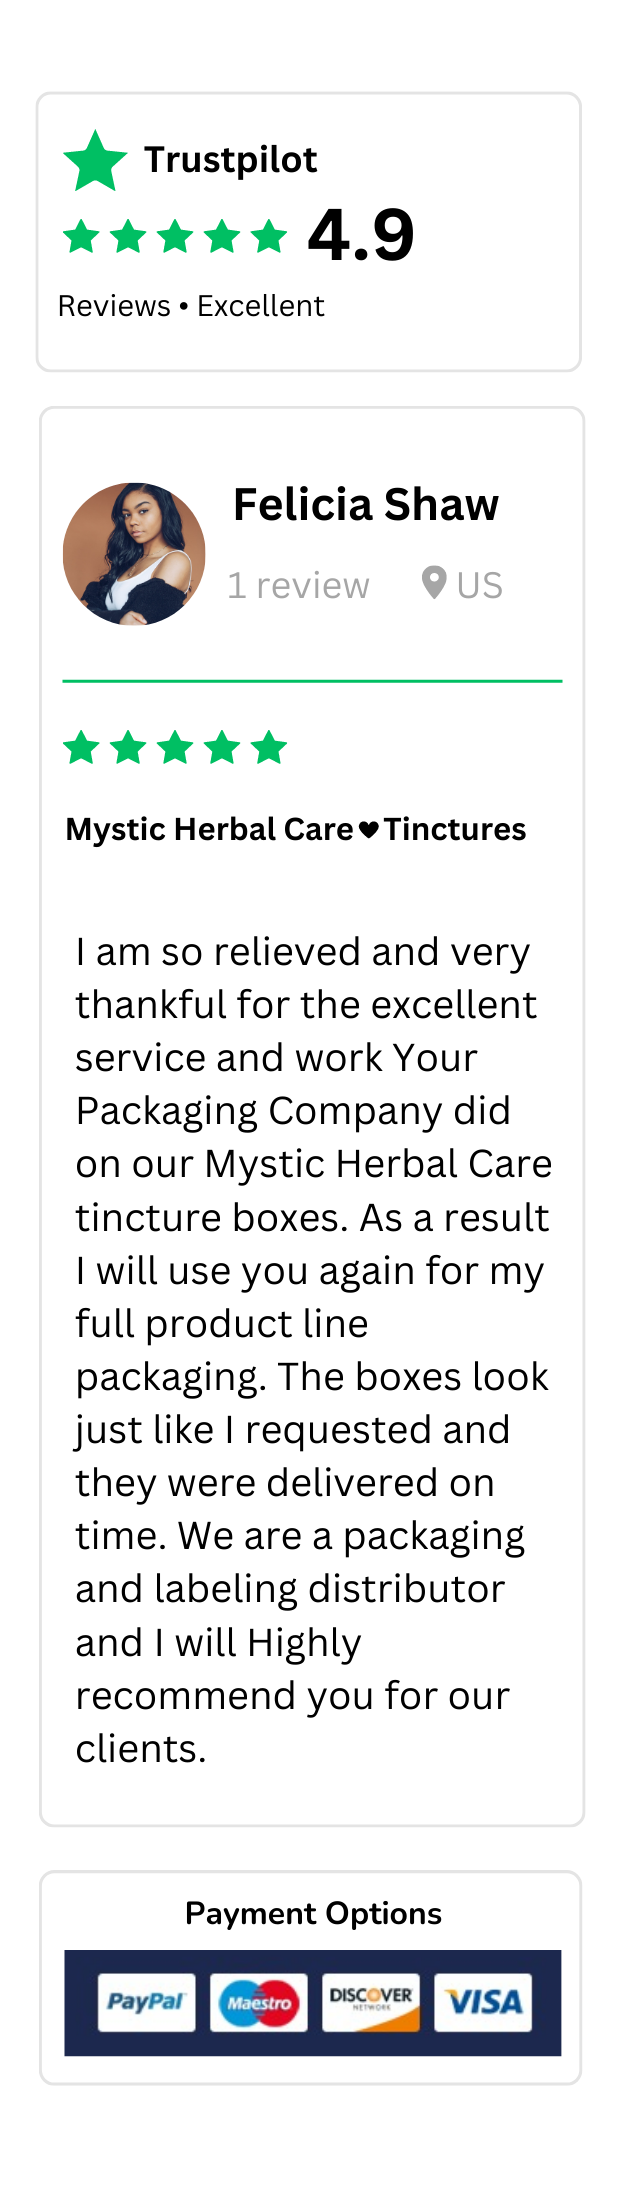 Trustpilot
4.9
Reviews • Excellent
Felicia Shaw
1 review US
Mystic Herbal Care♥Tinctures
I am so relieved and very
thankful for the excellent
service and work Your
Packaging Company did
on our Mystic Herbal Care
tincture boxes. As a result
I will use you again for my
full product line
packaging. The boxes look
just like I requested and
they were delivered on
time. We are a packaging
and labeling distributor
and I will Highly
recommend you for our
clients.
Payment Options
PayPal Maestro DISCOVER VISA
NETWORK